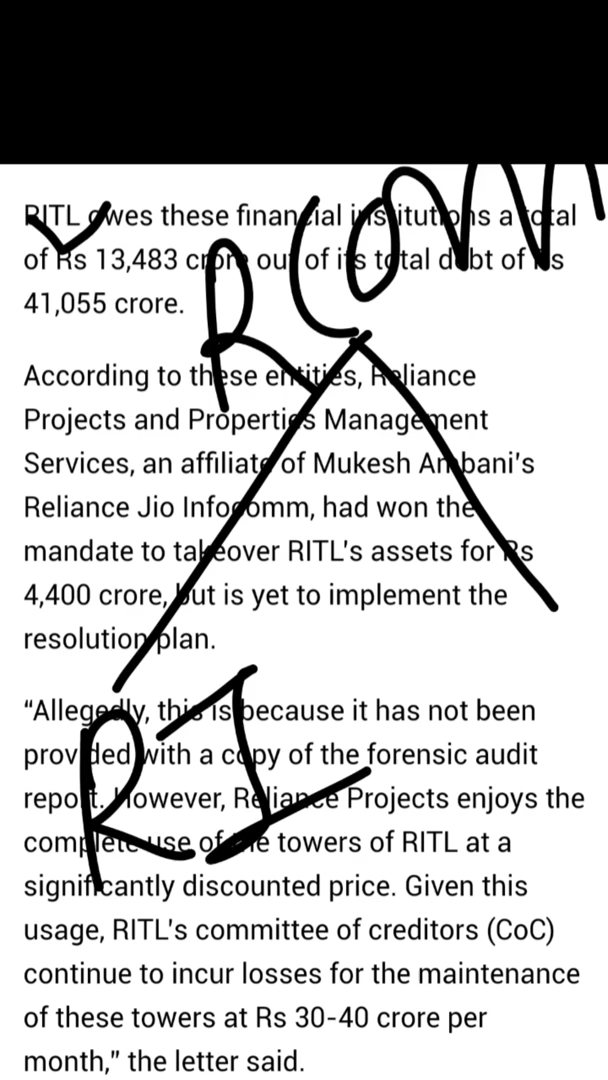 RCOM
RITL owes these financial institutions a total
of Rs 13,483 crore out of its total debt of Rs
41,055 crore.
According to these entities, Reliance
Projects and Properties Management
Services, an affiliate of Mukesh Ambani's
Reliance Jio Infocomm, had won the
mandate to takeover RITL's assets for Rs
4,400 crore, but is yet to implement the
resolution plan.
RI
“Allegedly, this is because it has not been
provided with a copy of the forensic audit
report. However, Reliance Projects enjoys the
complete use of the towers of RITL at a
significantly discounted price. Given this
usage, RITL's committee of creditors (CoC)
continue to incur losses for the maintenance
of these towers at Rs 30-40 crore per
month,” the letter said.